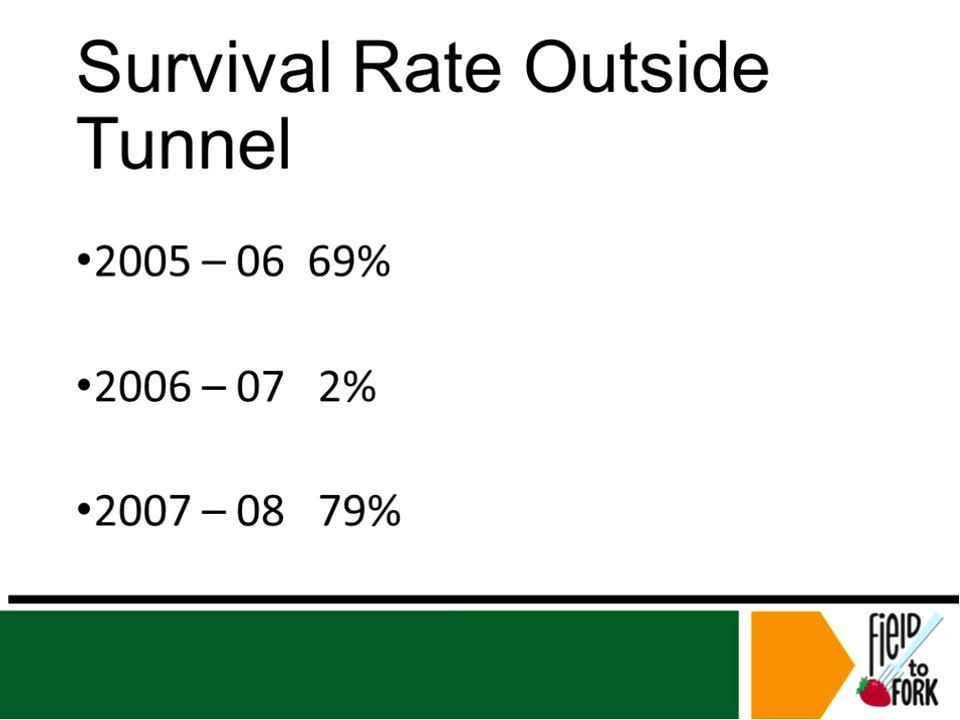 Survival Rate Outside
Tunnel
•2005 – 06 69%
•2006 – 07 2%
•2007 – 08 79%
FiELD
to
FORK